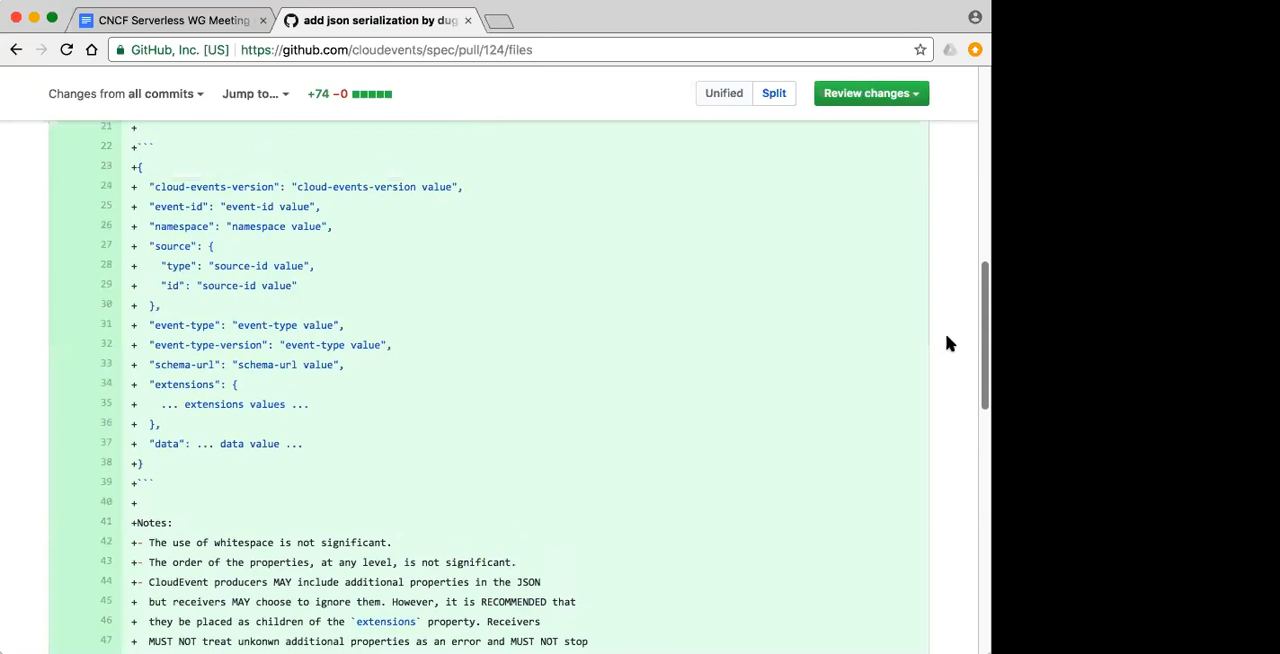 CNCF Serverless WG Meeting
add json serialization by dug
GitHub, Inc. [US]
https://github.com/cloudevents/spec/pull/124/files
Changes from all commits
Jump to...
+74 −0
Unified
Split
Review changes
21 +
22 +```
23 +{
24 + "cloud-events-version": "cloud-events-version value",
25 + "event-id": "event-id value",
26 + "namespace": "namespace value",
27 + "source": {
28 + "type": "source-id value",
29 + "id": "source-id value"
30 + },
31 + "event-type": "event-type value",
32 + "event-type-version": "event-type value",
33 + "schema-url": "schema-url value",
34 + "extensions": {
35 + ... extensions values ...
36 + },
37 + "data": ... data value ...
38 +}
39 +```
40 +
41 +Notes:
42 +- The use of whitespace is not significant.
43 +- The order of the properties, at any level, is not significant.
44 +- CloudEvent producers MAY include additional properties in the JSON
45 + but receivers MAY choose to ignore them. However, it is RECOMMENDED that
46 + they be placed as children of the `extensions` property. Receivers
47 + MUST NOT treat unkonwn additional properties as an error and MUST NOT stop